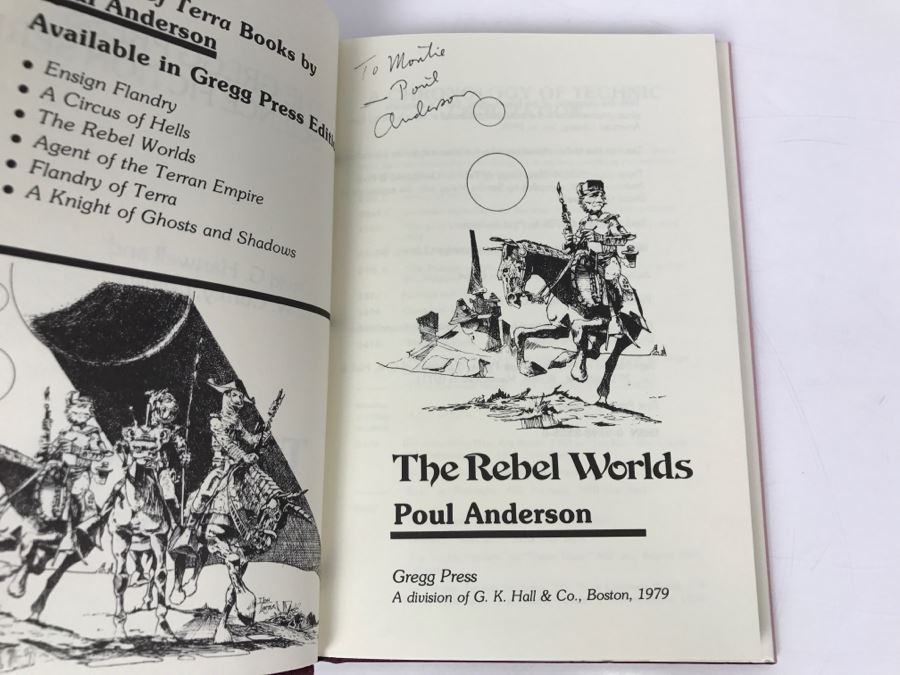 of Terra Books by
Anderson
Available in Gregg Press Editi
• Ensign Flandry
• A Circus of Hells
• The Rebel Worlds
• Agent of the Terran Empire
• Flandry of Terra
• A Knight of Ghosts and Shadows
To Montie
— Poul
Anderson
The Rebel Worlds
Poul Anderson
Gregg Press
A division of G. K. Hall & Co., Boston, 1979